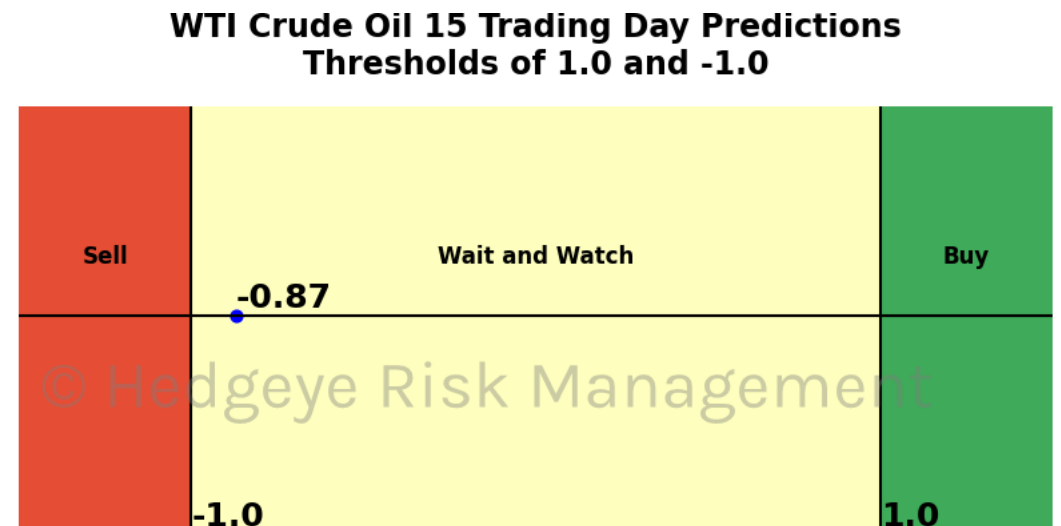 WTI Crude Oil 15 Trading Day Predictions
Thresholds of 1.0 and -1.0
Sell
Wait and Watch
Buy
-0.87
© Hedgeye Risk Management
-1.0
1.0